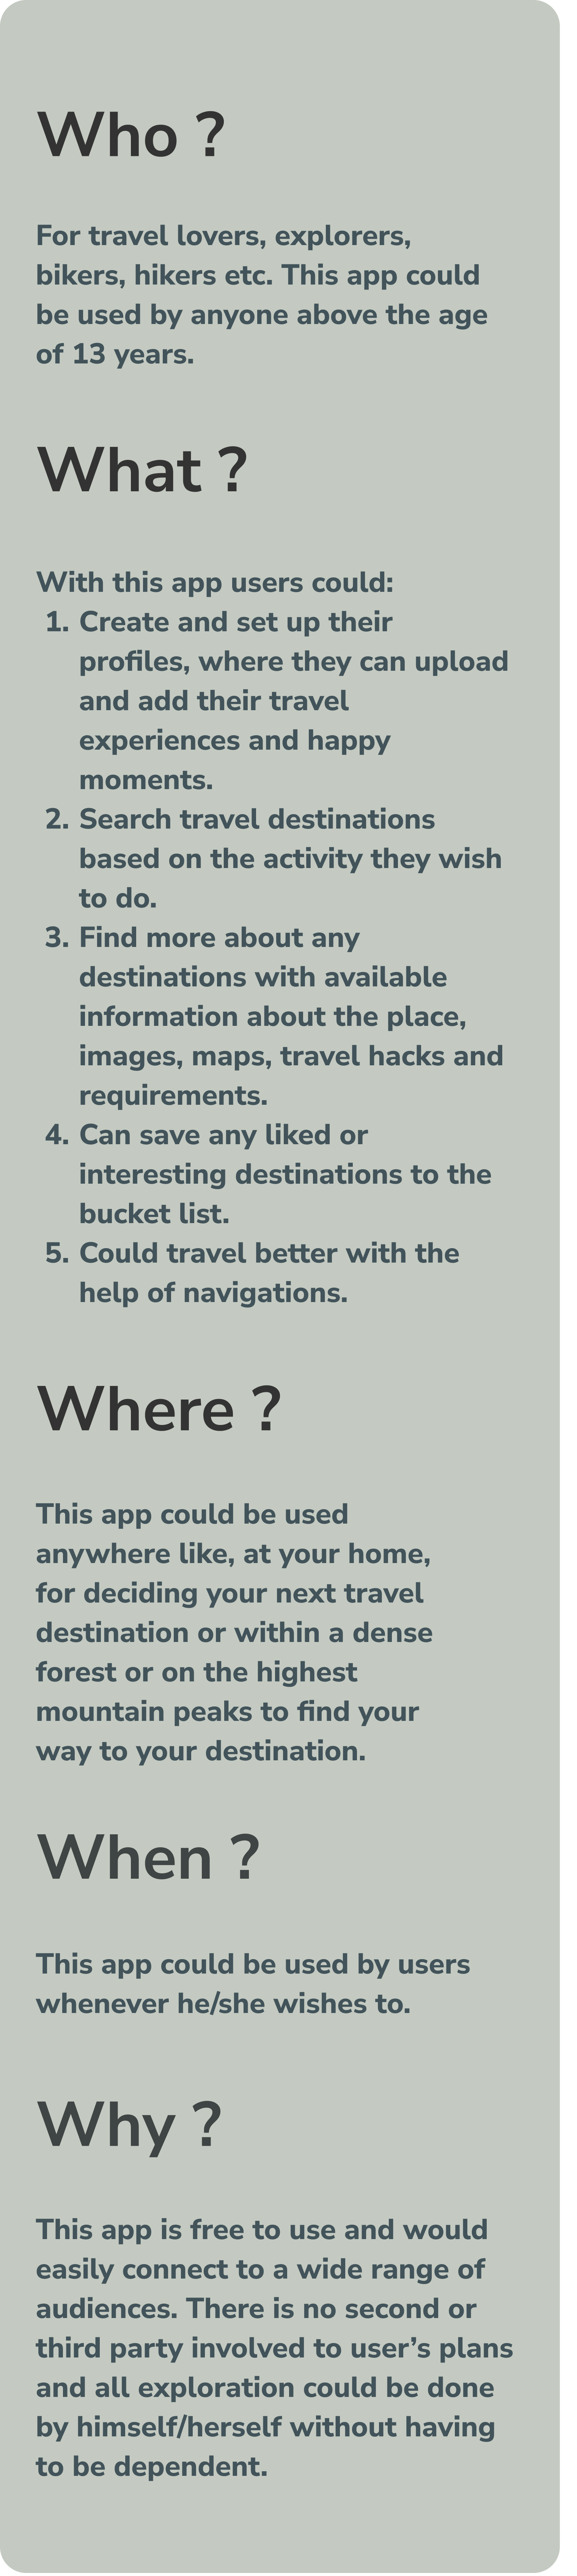 Who ?
For travel lovers, explorers,
bikers, hikers etc. This app could
be used by anyone above the age
of 13 years.
What ?
With this app users could:
1. Create and set up their
profiles, where they can upload
and add their travel
experiences and happy
moments.
2. Search travel destinations
based on the activity they wish
to do.
3. Find more about any
destinations with available
information about the place,
images, maps, travel hacks and
requirements.
4. Can save any liked or
interesting destinations to the
bucket list.
5. Could travel better with the
help of navigations.
Where ?
This app could be used
anywhere like, at your home,
for deciding your next travel
destination or within a dense
forest or on the highest
mountain peaks to find your
way to your destination.
When ?
This app could be used by users
whenever he/she wishes to.
Why ?
This app is free to use and would
easily connect to a wide range of
audiences. There is no second or
third party involved to user’s plans
and all exploration could be done
by himself/herself without having
to be dependent.